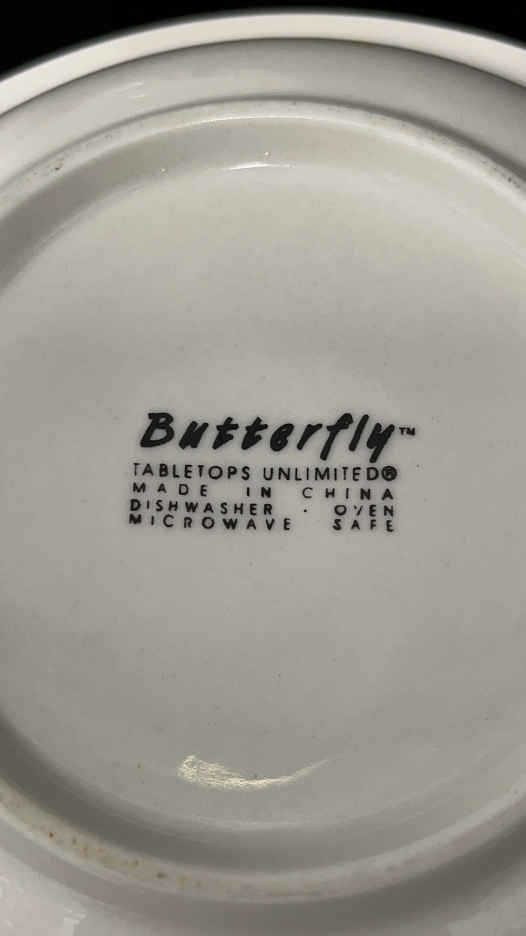 Butterfly™
TABLETOPS UNLIMITED®
MADE IN CHINA
DISHWASHER · OVEN
MICROWAVE SAFE